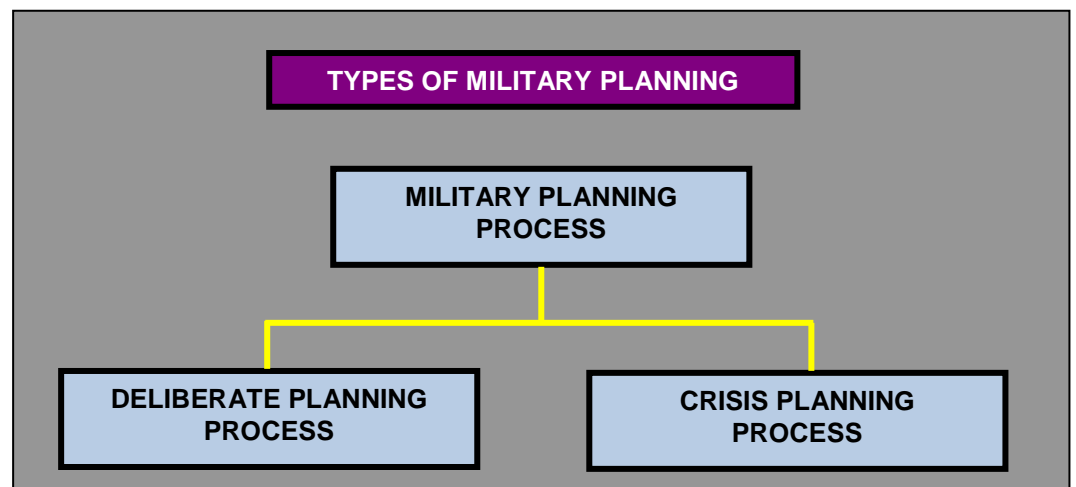 TYPES OF MILITARY PLANNING
MILITARY PLANNING
PROCESS
DELIBERATE PLANNING
PROCESS
CRISIS PLANNING
PROCESS